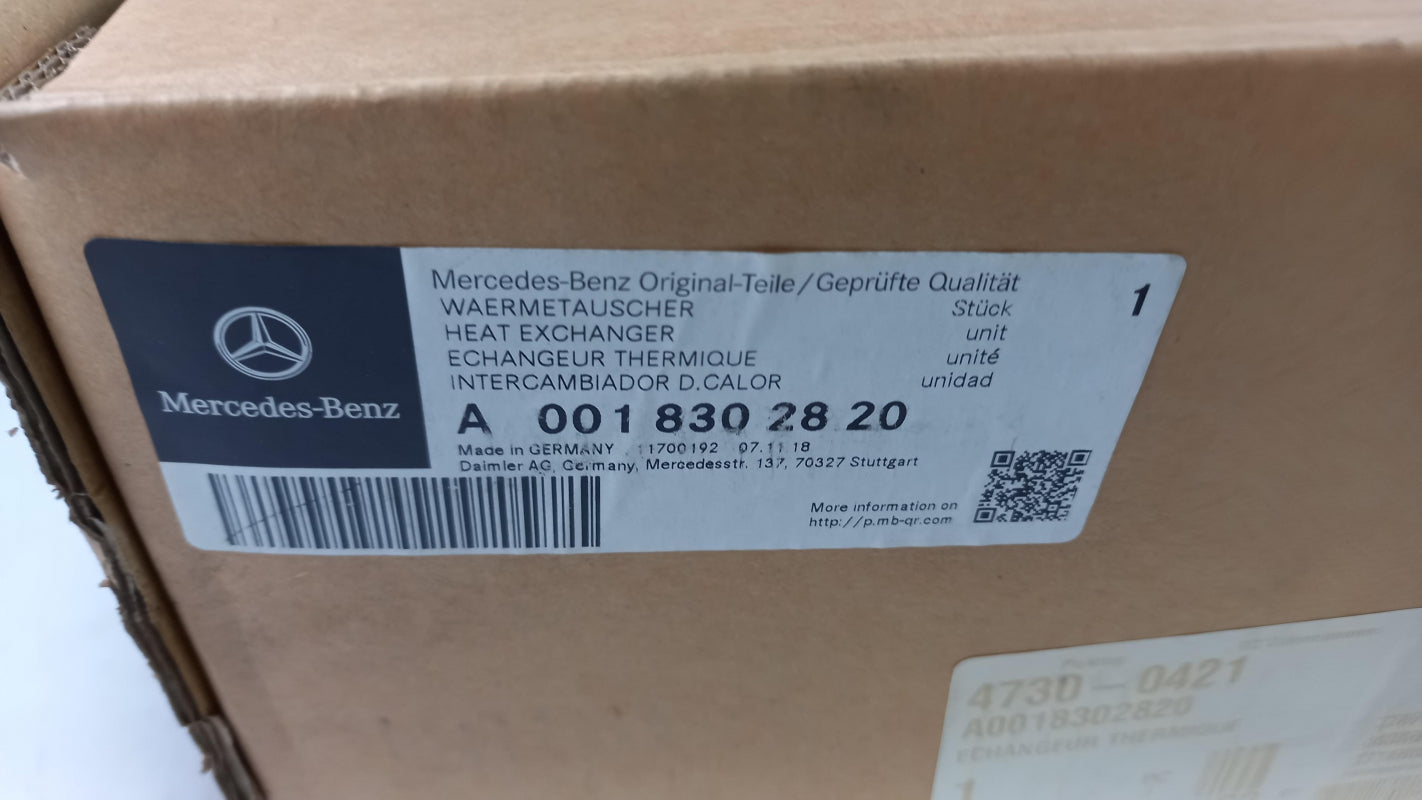 Mercedes-Benz
Mercedes-Benz Original-Teile/Geprüfte Qualität
WAERMETAUSCHER Stück 1
HEAT EXCHANGER unit
ECHANGEUR THERMIQUE unité
INTERCAMBIADOR D.CALOR unidad
A 001 830 28 20
Made in GERMANY 11700192 07.11.18
Daimler AG, Germany, Mercedesstr. 137, 70327 Stuttgart
More information on
http://p.mb-qr.com
4730-0421
A0018302820
ECHANGEUR THERMIQUE
1